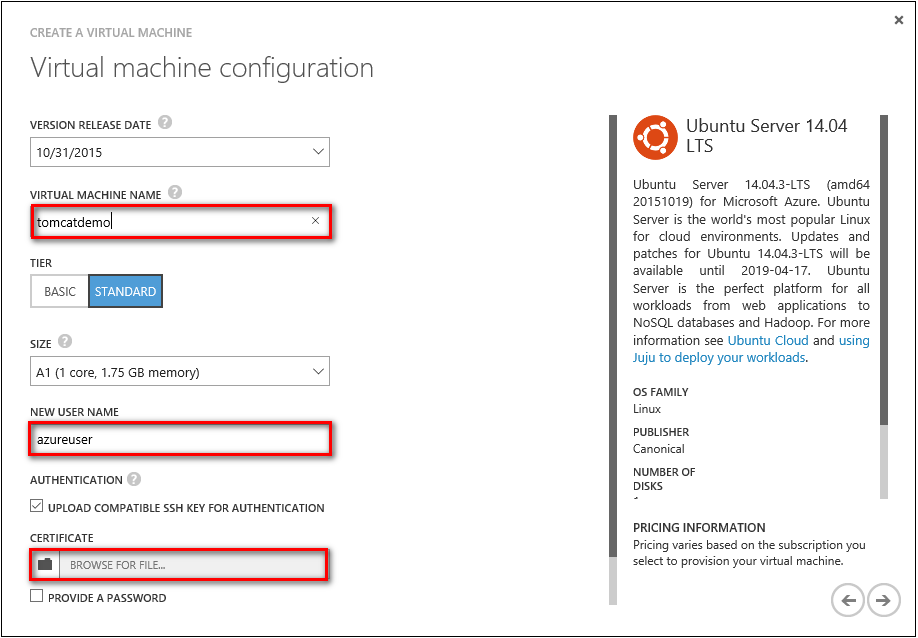 CREATE A VIRTUAL MACHINE
Virtual machine configuration
VERSION RELEASE DATE ?
10/31/2015
VIRTUAL MACHINE NAME ?
tomcatdemo
TIER
BASIC STANDARD
SIZE ?
A1 (1 core, 1.75 GB memory)
NEW USER NAME
azureuser
AUTHENTICATION ?
UPLOAD COMPATIBLE SSH KEY FOR AUTHENTICATION
CERTIFICATE
BROWSE FOR FILE...
PROVIDE A PASSWORD
Ubuntu Server 14.04
LTS
Ubuntu Server 14.04.3-LTS (amd64
20151019) for Microsoft Azure. Ubuntu
Server is the world's most popular Linux
for cloud environments. Updates and
patches for Ubuntu 14.04.3-LTS will be
available until 2019-04-17. Ubuntu
Server is the perfect platform for all
workloads from web applications to
NoSQL databases and Hadoop. For more
information see Ubuntu Cloud and using
Juju to deploy your workloads.
OS FAMILY
Linux
PUBLISHER
Canonical
NUMBER OF
DISKS
PRICING INFORMATION
Pricing varies based on the subscription you
select to provision your virtual machine.